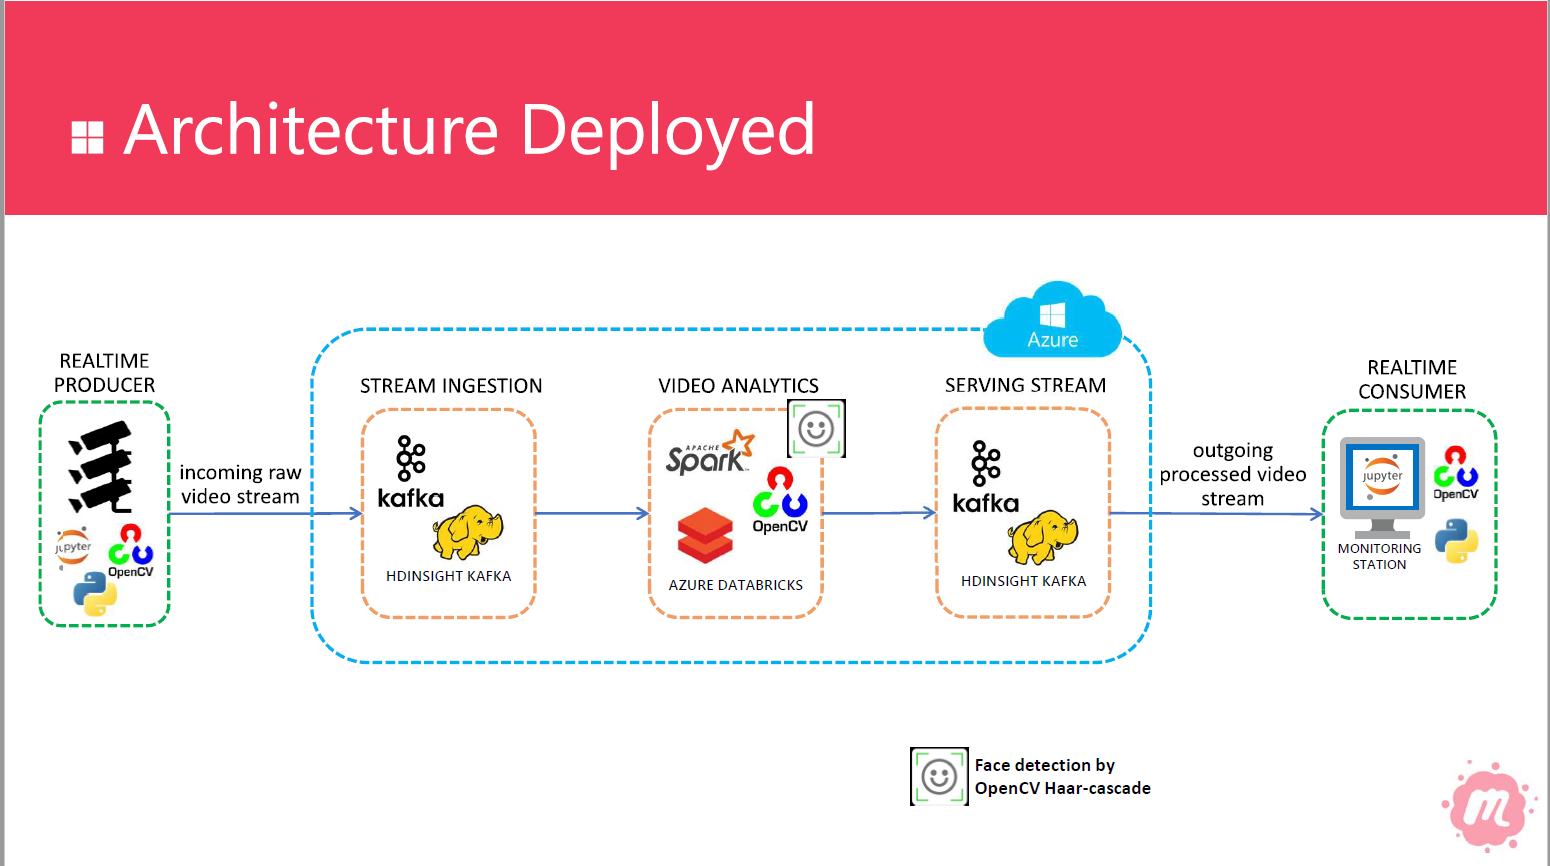 Architecture Deployed
Azure
REALTIME
PRODUCER
jupyter
OpenCV
incoming raw
video stream
STREAM INGESTION
kafka
HDINSIGHT KAFKA
VIDEO ANALYTICS
APACHE
Spark™
OpenCV
AZURE DATABRICKS
SERVING STREAM
kafka
HDINSIGHT KAFKA
outgoing
processed video
stream
REALTIME
CONSUMER
jupyter
OpenCV
MONITORING
STATION
Face detection by
OpenCV Haar-cascade
m